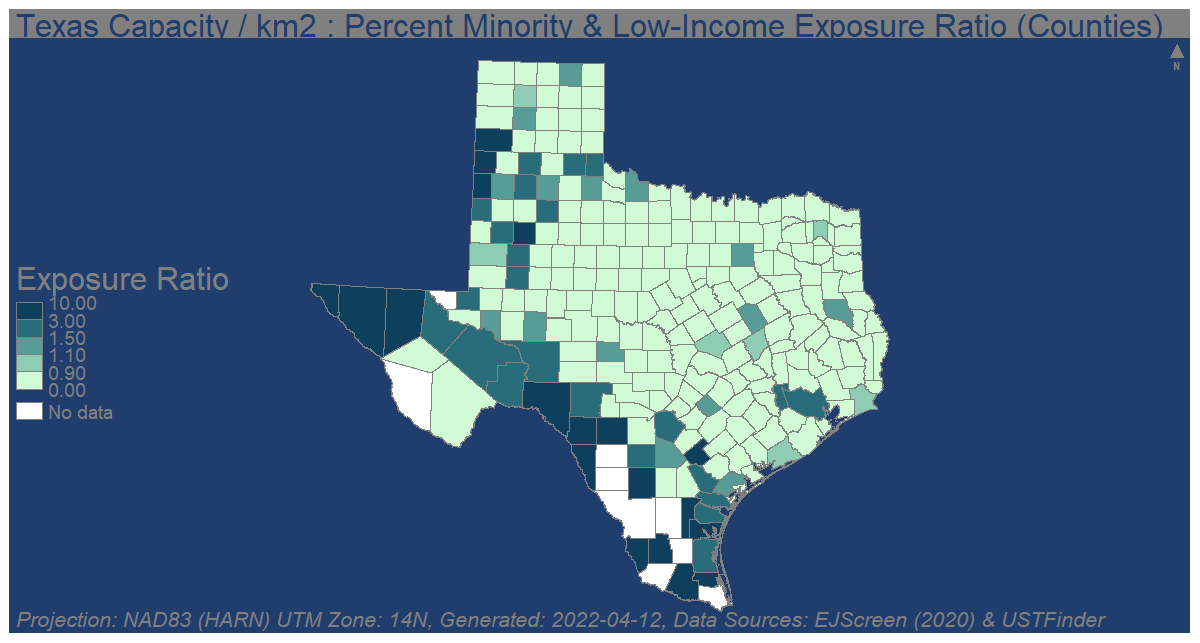 Texas Capacity / km2 : Percent Minority & Low-Income Exposure Ratio (Counties)
N
Exposure Ratio
10.00
3.00
1.50
1.10
0.90
0.00
No data
Projection: NAD83 (HARN) UTM Zone: 14N, Generated: 2022-04-12, Data Sources: EJScreen (2020) & USTFinder